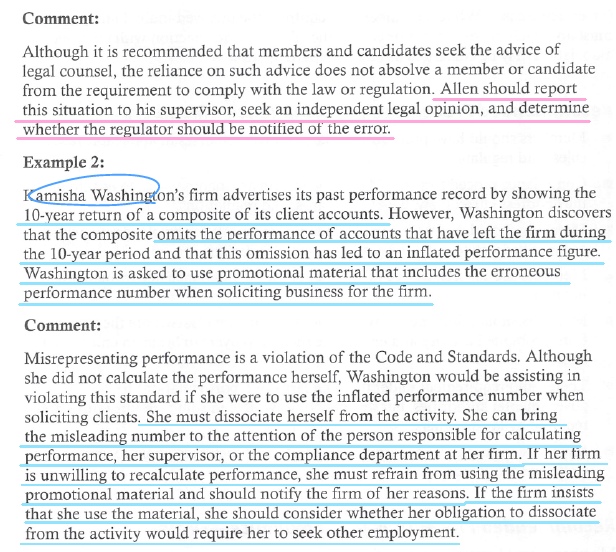 Comment:
Although it is recommended that members and candidates seek the advice of
legal counsel, the reliance on such advice does not absolve a member or candidate
from the requirement to comply with the law or regulation. Allen should report
this situation to his supervisor, seek an independent legal opinion, and determine
whether the regulator should be notified of the error.
Example 2:
Kamisha Washington's firm advertises its past performance record by showing the
10-year return of a composite of its client accounts. However, Washington discovers
that the composite omits the performance of accounts that have left the firm during
the 10-year period and that this omission has led to an inflated performance figure.
Washington is asked to use promotional material that includes the erroneous
performance number when soliciting business for the firm.
Comment:
Misrepresenting performance is a violation of the Code and Standards. Although
she did not calculate the performance herself, Washington would be assisting in
violating this standard if she were to use the inflated performance number when
soliciting clients. She must dissociate herself from the activity. She can bring
the misleading number to the attention of the person responsible for calculating
performance, her supervisor, or the compliance department at her firm. If her firm
is unwilling to recalculate performance, she must refrain from using the misleading
promotional material and should notify the firm of her reasons. If the firm insists
that she use the material, she should consider whether her obligation to dissociate
from the activity would require her to seek other employment.